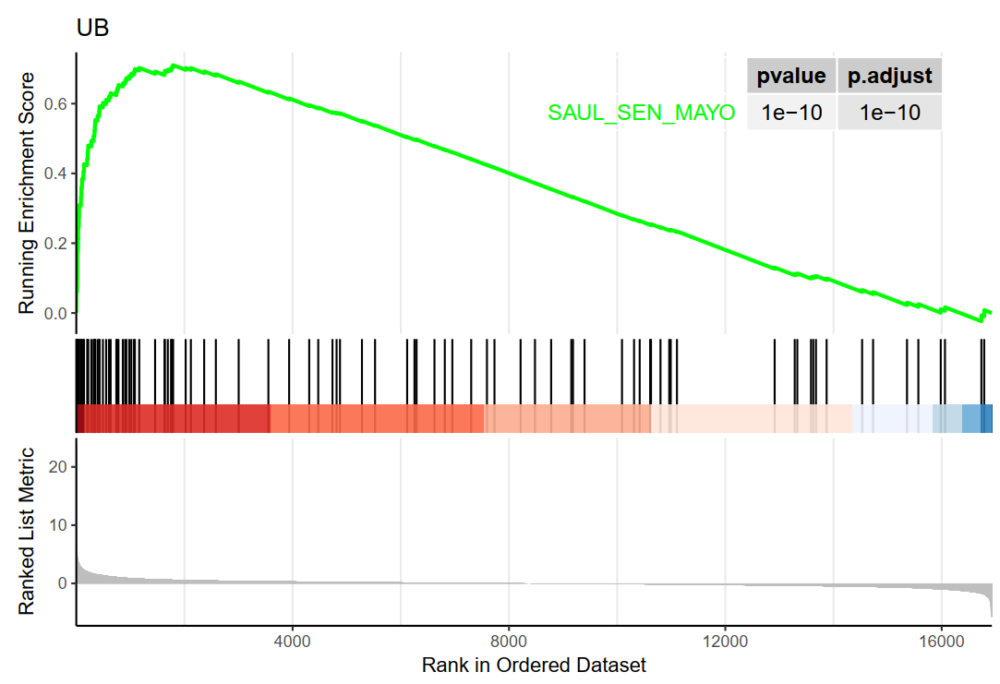 UB
Running Enrichment Score
0.6
0.4
0.2
0.0
SAUL_SEN_MAYO
pvalue p.adjust
1e−10 1e−10
Ranked List Metric
20
10
0
4000 8000 12000 16000
Rank in Ordered Dataset